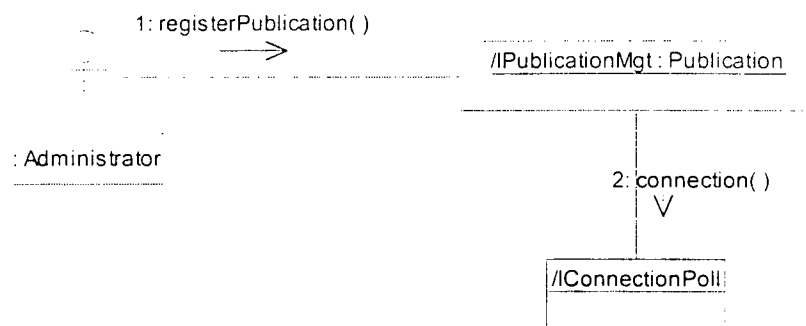 1: registerPublication( )
/IPublicationMgt : Publication
: Administrator
2: connection( )
/IConnectionPoll